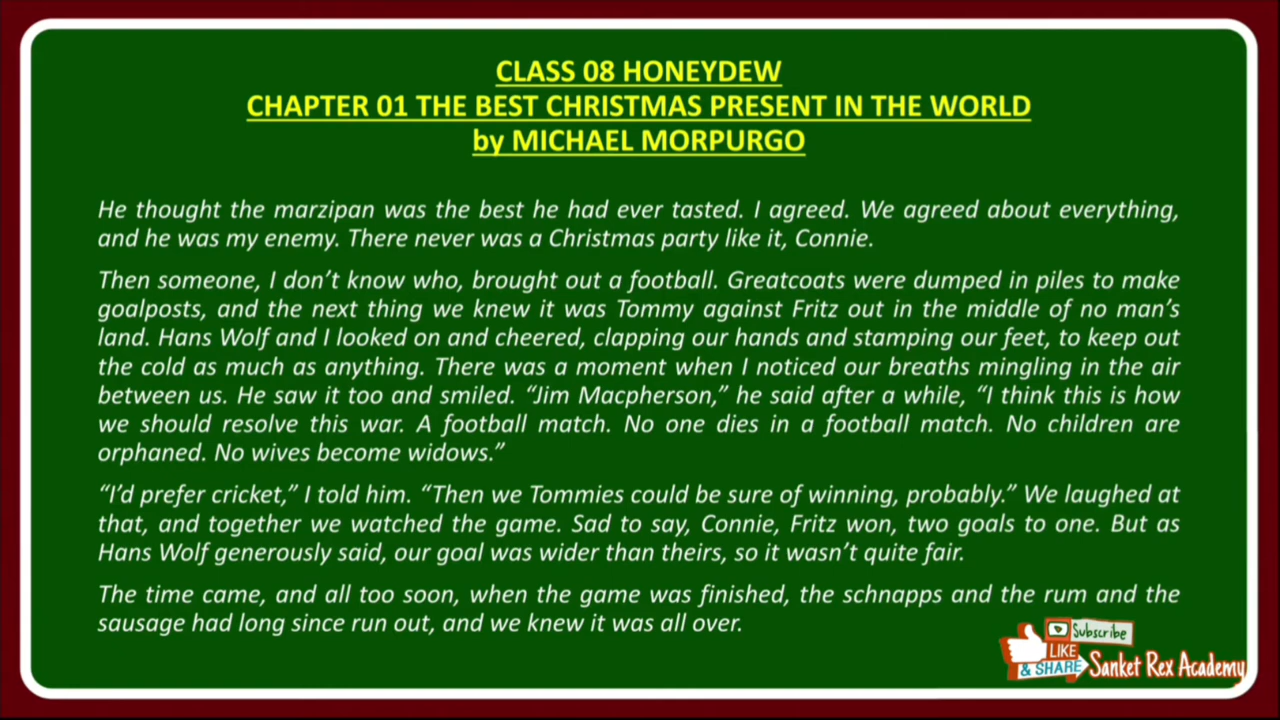 CLASS 08 HONEYDEW
CHAPTER 01 THE BEST CHRISTMAS PRESENT IN THE WORLD
by MICHAEL MORPURGO
He thought the marzipan was the best he had ever tasted. I agreed. We agreed about everything,
and he was my enemy. There never was a Christmas party like it, Connie.
Then someone, I don’t know who, brought out a football. Greatcoats were dumped in piles to make
goalposts, and the next thing we knew it was Tommy against Fritz out in the middle of no man’s
land. Hans Wolf and I looked on and cheered, clapping our hands and stamping our feet, to keep out
the cold as much as anything. There was a moment when I noticed our breaths mingling in the air
between us. He saw it too and smiled. “Jim Macpherson,” he said after a while, “I think this is how
we should resolve this war. A football match. No one dies in a football match. No children are
orphaned. No wives become widows.”
“I’d prefer cricket,” I told him. “Then we Tommies could be sure of winning, probably.” We laughed at
that, and together we watched the game. Sad to say, Connie, Fritz won, two goals to one. But as
Hans Wolf generously said, our goal was wider than theirs, so it wasn’t quite fair.
The time came, and all too soon, when the game was finished, the schnapps and the rum and the
sausage had long since run out, and we knew it was all over.
Subscribe
LIKE
& SHARE
Sanket Rex Academy